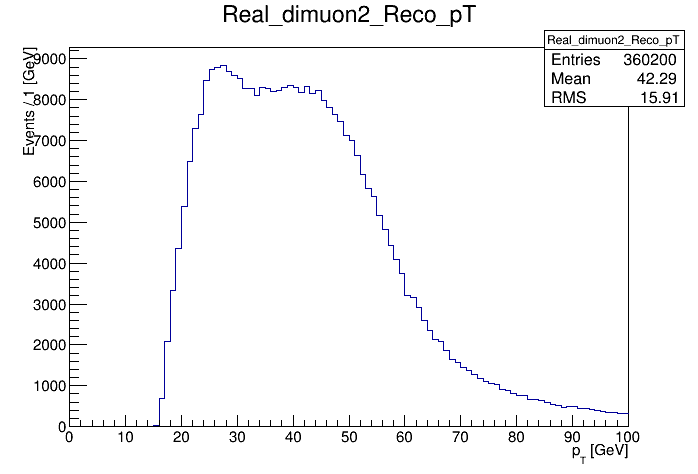 Real_dimuon2_Reco_pT
Real_dimuon2_Reco_pT
Entries 360200
Mean 42.29
RMS 15.91
Events / 1 [GeV]
9000
8000
7000
6000
5000
4000
3000
2000
1000
0
0 10 20 30 40 50 60 70 80 90 100
p_T [GeV]